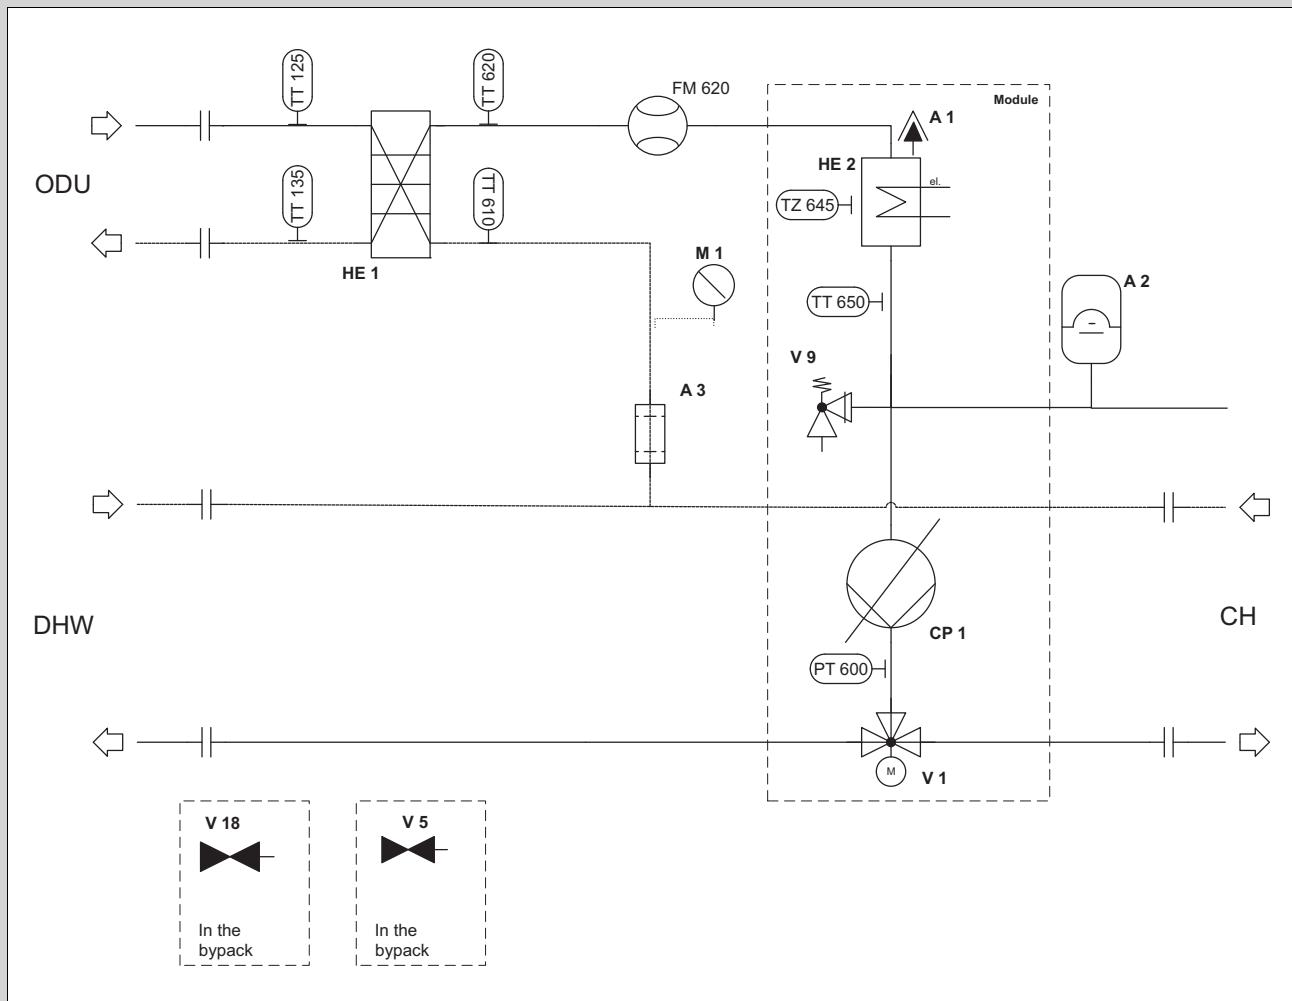 TT 125
TT 620
FM 620
Module
A 1
HE 2
el.
ODU
TT 135
TT 610
TZ 645
HE 1
M 1
TT 650
A 2
V 9
A 3
DHW
CP 1
CH
PT 600
M
V 1
V 18
V 5
In the
bypack
In the
bypack